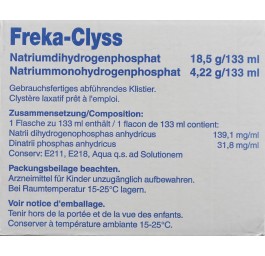 Freka-Clyss
Natriumdihydrogenphosphat 18,5 g/133 ml
Natriummonohydrogenphosphat 4,22 g/133 ml
Gebrauchsfertiges abführendes Klistier.
Clystère laxatif prêt à l'emploi.
Zusammensetzung/Composition:
1 Flasche zu 133 ml enthält / 1 flacon de 133 ml contient:
Natrii dihydrogenophosphas anhydricus 139,1 mg/ml
Dinatrii phosphas anhydricus 31,8 mg/ml
Conserv: E211, E218, Aqua q.s. ad Solutionem
Packungsbeilage beachten.
Arzneimittel für Kinder unzugänglich aufbewahren.
Bei Raumtemperatur 15-25°C lagern.
Voir notice d'emballage.
Tenir hors de la portée et de la vue des enfants.
Conserver à température ambiante 15-25°C.